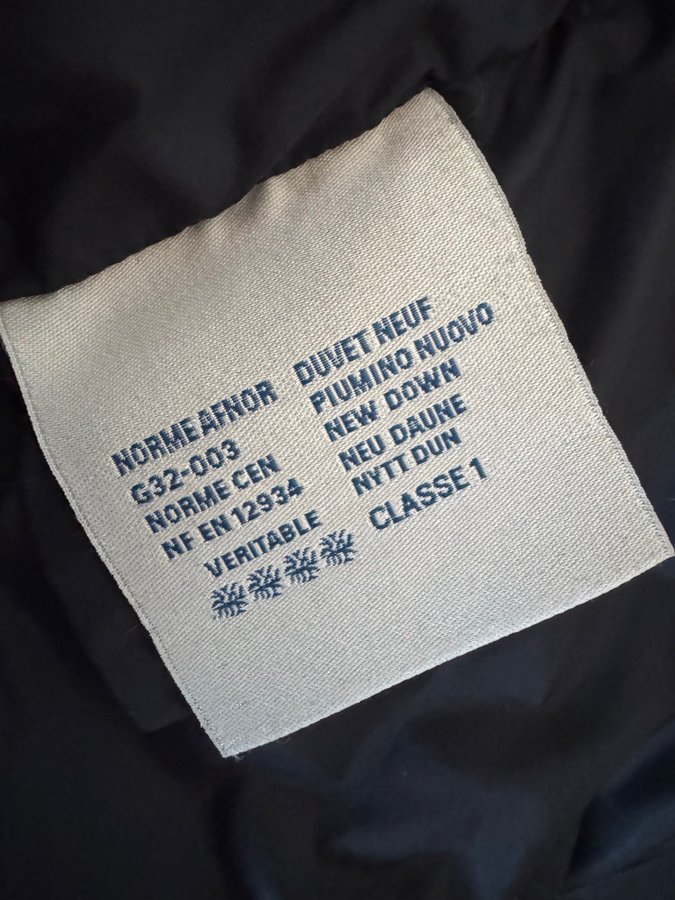 NORME AFNOR
G32-003
NORME CEN
NF EN 12934
VERITABLE
DUVET NEUF
PIUMINO NUOVO
NEW DOWN
NEU DAUNE
NYTT DUN
CLASSE 1